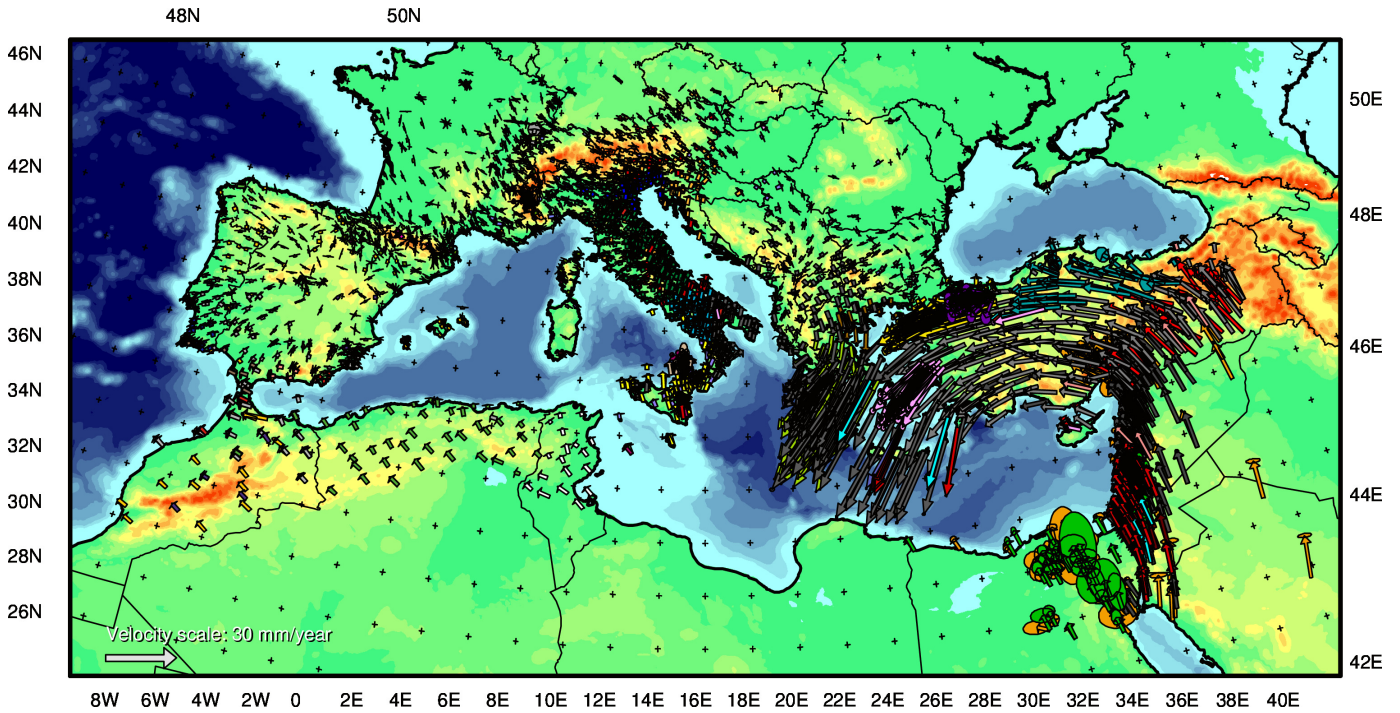 48N 50N
46N
44N
42N
40N
38N
36N
34N
32N
30N
28N
26N
50E
48E
46E
44E
42E
Velocity scale: 30 mm/year
8W 6W 4W 2W 0 2E 4E 6E 8E 10E 12E 14E 16E 18E 20E 22E 24E 26E 28E 30E 32E 34E 36E 38E 40E